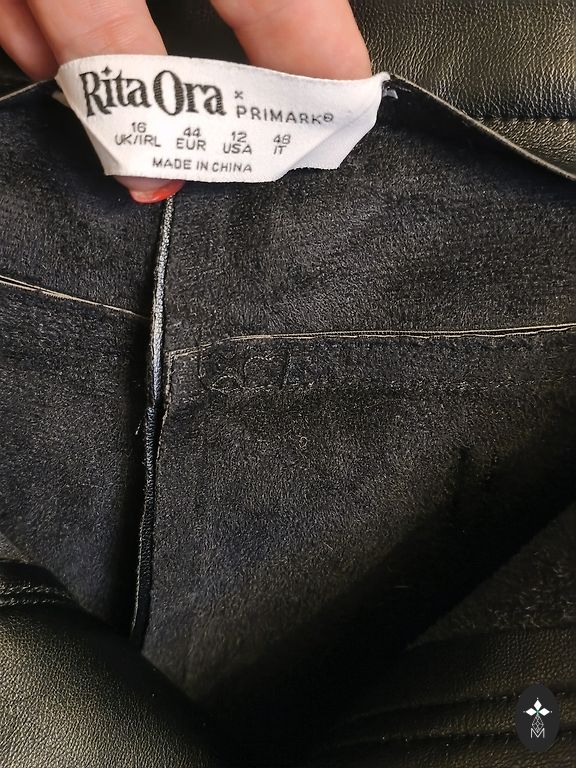 Rita Ora × PRIMARK®
16 44 12 48
UK/IRL EUR USA IT
MADE IN CHINA
M